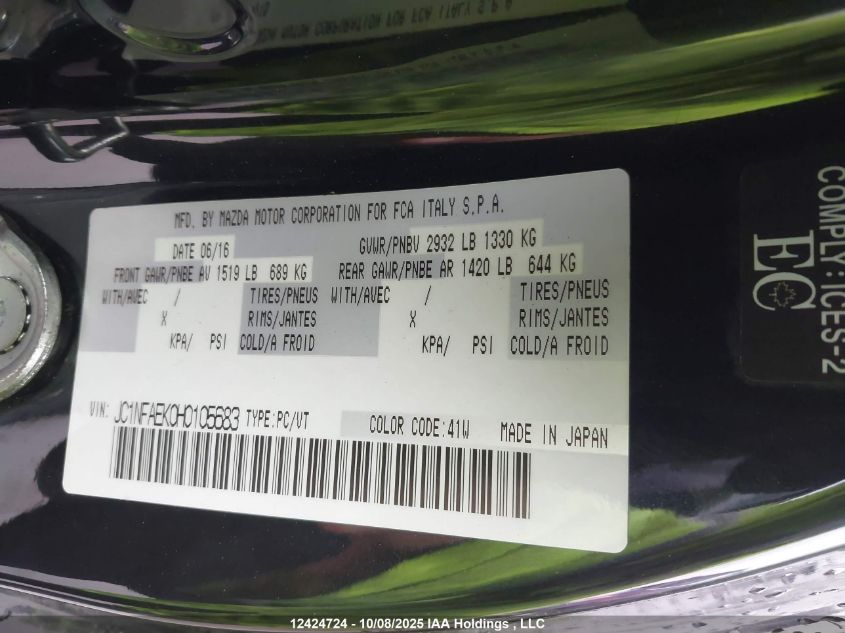 MFD. BY MAZDA MOTOR CORPORATION FOR FCA ITALY S.P.A.
DATE 06/16 GVWR/PNBV 2932 LB 1330 KG
FRONT GAWR/PNBE AV 1519 LB 689 KG REAR GAWR/PNBE AR 1420 LB 644 KG
WITH/AVEC / TIRES/PNEUS WITH/AVEC / TIRES/PNEUS
X RIMS/JANTES X RIMS/JANTES
KPA/ PSI COLD/A FROID KPA/ PSI COLD/A FROID
VIN: JC1NFAEK0H0105683 TYPE:PC/VT COLOR CODE:41W MADE IN JAPAN
COMPLY:ICES-2
EC
12424724 - 10/08/2025 IAA Holdings , LLC